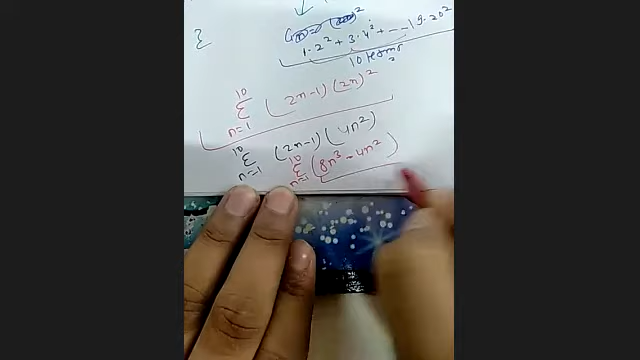 1·2² + 3·4² + --19·20²
10 terms
Σ
10
Σ (2n-1)(2n)²
n=1
10
Σ (2n-1)(4n²)
n=1
10
Σ (8n³ - 4n²)
n=1